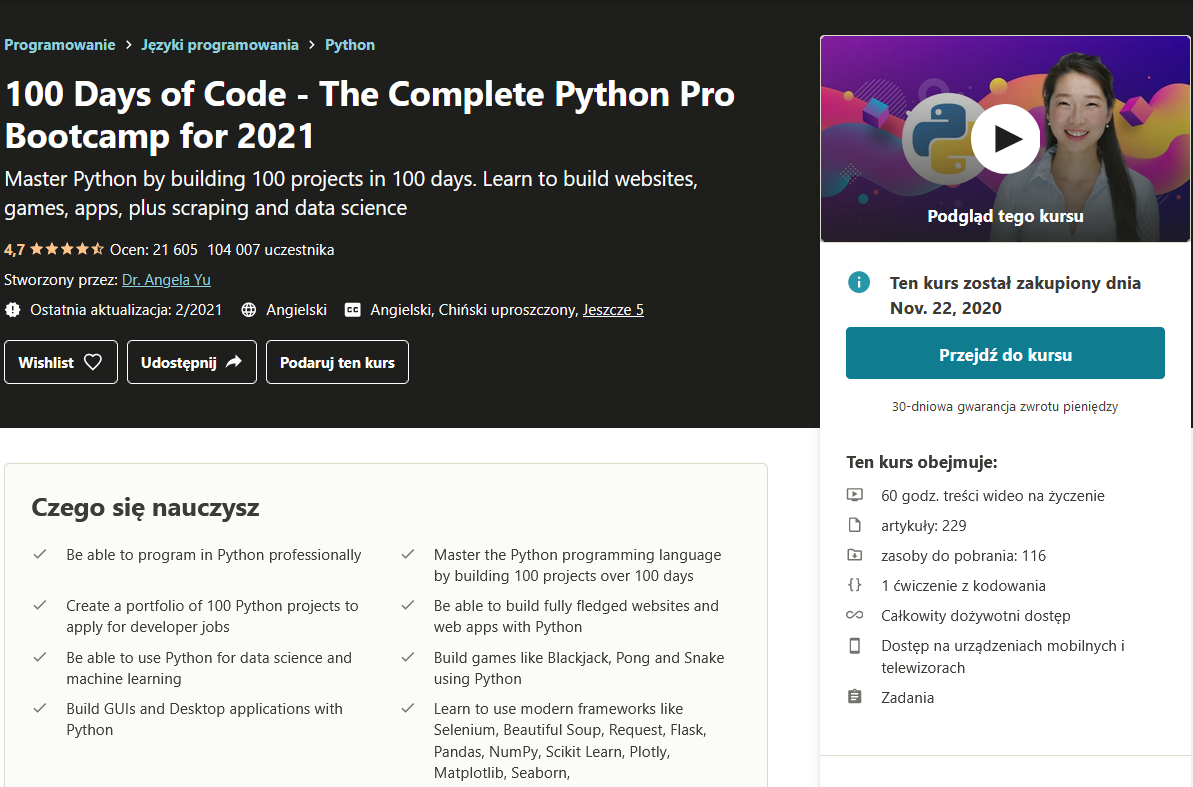 Programowanie > Języki programowania > Python
100 Days of Code - The Complete Python Pro
Bootcamp for 2021
Master Python by building 100 projects in 100 days. Learn to build websites,
games, apps, plus scraping and data science
4,7 Ocen: 21 605 104 007 uczestnika
Stworzony przez: Dr. Angela Yu
Ostatnia aktualizacja: 2/2021 Angielski CC Angielski, Chiński uproszczony, Jeszcze 5
Wishlist Udostępnij Podaruj ten kurs
Podgląd tego kursu
Ten kurs został zakupiony dnia
Nov. 22, 2020
Przejdź do kursu
30-dniowa gwarancja zwrotu pieniędzy
Ten kurs obejmuje:
60 godz. treści wideo na życzenie
artykuły: 229
zasoby do pobrania: 116
{} 1 ćwiczenie z kodowania
Całkowity dożywotni dostęp
Dostęp na urządzeniach mobilnych i
telewizorach
Zadania
Czego się nauczysz
Be able to program in Python professionally
Master the Python programming language
by building 100 projects over 100 days
Create a portfolio of 100 Python projects to
apply for developer jobs
Be able to build fully fledged websites and
web apps with Python
Be able to use Python for data science and
machine learning
Build games like Blackjack, Pong and Snake
using Python
Build GUIs and Desktop applications with
Python
Learn to use modern frameworks like
Selenium, Beautiful Soup, Request, Flask,
Pandas, NumPy, Scikit Learn, Plotly,
Matplotlib, Seaborn,